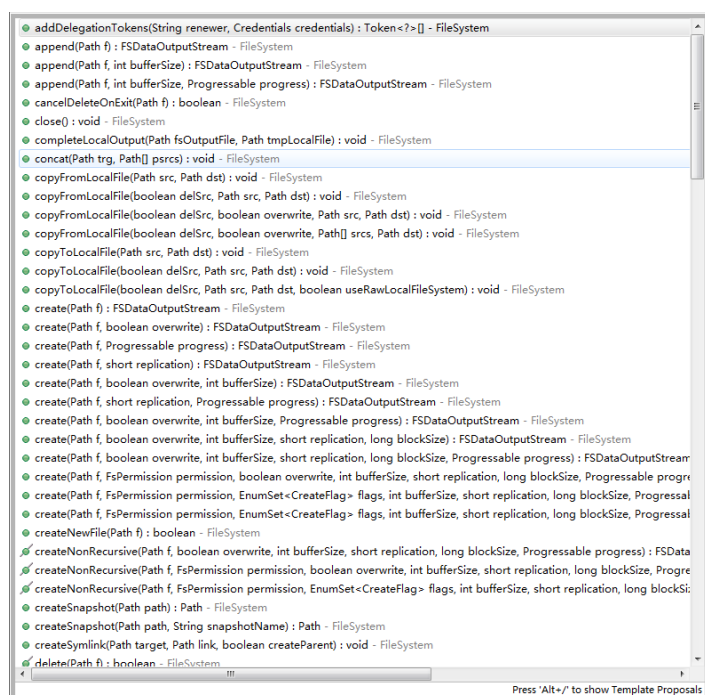 addDelegationTokens(String renewer, Credentials credentials) : Token<?>[] - FileSystem
append(Path f) : FSDataOutputStream - FileSystem
append(Path f, int bufferSize) : FSDataOutputStream - FileSystem
append(Path f, int bufferSize, Progressable progress) : FSDataOutputStream - FileSystem
cancelDeleteOnExit(Path f) : boolean - FileSystem
close() : void - FileSystem
completeLocalOutput(Path fsOutputFile, Path tmpLocalFile) : void - FileSystem
concat(Path trg, Path[] psrcs) : void - FileSystem
copyFromLocalFile(Path src, Path dst) : void - FileSystem
copyFromLocalFile(boolean delSrc, Path src, Path dst) : void - FileSystem
copyFromLocalFile(boolean delSrc, boolean overwrite, Path src, Path dst) : void - FileSystem
copyFromLocalFile(boolean delSrc, boolean overwrite, Path[] srcs, Path dst) : void - FileSystem
copyToLocalFile(Path src, Path dst) : void - FileSystem
copyToLocalFile(boolean delSrc, Path src, Path dst) : void - FileSystem
copyToLocalFile(boolean delSrc, Path src, Path dst, boolean useRawLocalFileSystem) : void - FileSystem
create(Path f) : FSDataOutputStream - FileSystem
create(Path f, boolean overwrite) : FSDataOutputStream - FileSystem
create(Path f, Progressable progress) : FSDataOutputStream - FileSystem
create(Path f, short replication) : FSDataOutputStream - FileSystem
create(Path f, boolean overwrite, int bufferSize) : FSDataOutputStream - FileSystem
create(Path f, short replication, Progressable progress) : FSDataOutputStream - FileSystem
create(Path f, boolean overwrite, int bufferSize, Progressable progress) : FSDataOutputStream - FileSystem
create(Path f, boolean overwrite, int bufferSize, short replication, long blockSize) : FSDataOutputStream - FileSystem
create(Path f, boolean overwrite, int bufferSize, short replication, long blockSize, Progressable progress) : FSDataOutputStream
create(Path f, FsPermission permission, boolean overwrite, int bufferSize, short replication, long blockSize, Progressable progre
create(Path f, FsPermission permission, EnumSet<CreateFlag> flags, int bufferSize, short replication, long blockSize, Progressal
create(Path f, FsPermission permission, EnumSet<CreateFlag> flags, int bufferSize, short replication, long blockSize, Progressal
createNewFile(Path f) : boolean - FileSystem
createNonRecursive(Path f, boolean overwrite, int bufferSize, short replication, long blockSize, Progressable progress) : FSData
createNonRecursive(Path f, FsPermission permission, boolean overwrite, int bufferSize, short replication, long blockSize, Progre
createNonRecursive(Path f, FsPermission permission, EnumSet<CreateFlag> flags, int bufferSize, short replication, long blockSi
createSnapshot(Path path) : Path - FileSystem
createSnapshot(Path path, String snapshotName) : Path - FileSystem
createSymlink(Path target, Path link, boolean createParent) : void - FileSystem
delete(Path f) : boolean - FileSystem
Press 'Alt+/' to show Template Proposals